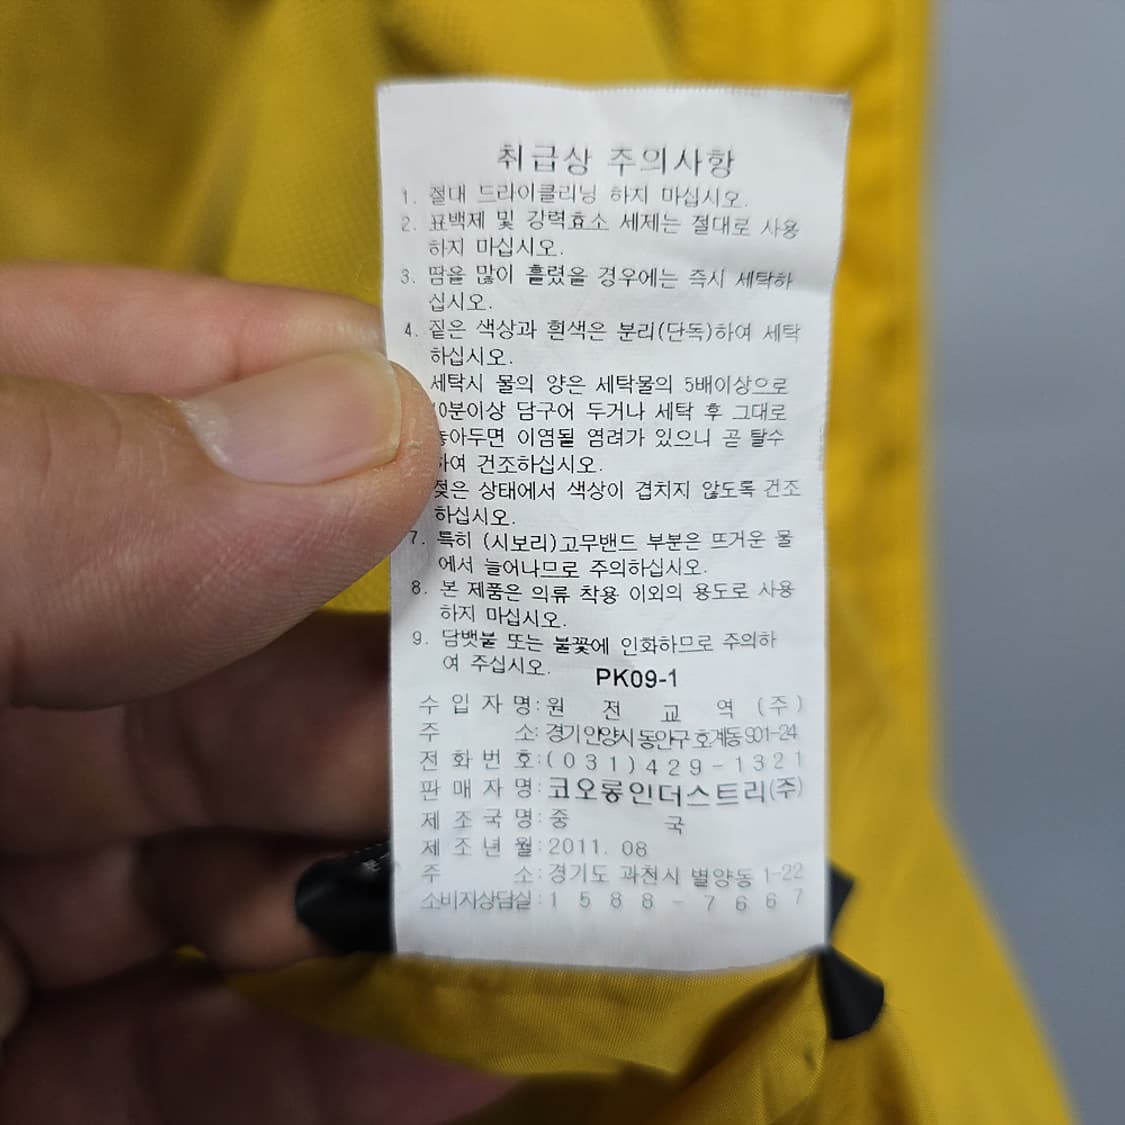 취급상 주의사항
1. 절대 드라이클리닝 하지 마십시오.
2. 표백제 및 강력효소 세제는 절대로 사용
하지 마십시오.
3. 땀을 많이 흘렸을 경우에는 즉시 세탁하
십시오.
4. 짙은 색상과 흰색은 분리(단독)하여 세탁
하십시오.
세탁시 물의 양은 세탁물의 5배이상으로
10분이상 담구어 두거나 세탁 후 그대로
놓아두면 이염될 염려가 있으니 곧 탈수
하여 건조하십시오.
젖은 상태에서 색상이 겹치지 않도록 건조
하십시오.
7. 특히 (시보리)고무밴드 부분은 뜨거운 물
에서 늘어나므로 주의하십시오.
8. 본 제품은 의류 착용 이외의 용도로 사용
하지 마십시오.
9. 담뱃불 또는 불꽃에 인화하므로 주의하
여 주십시오.
PK09-1
수 입 자 명:원 전 교 역 (주)
주 소: 경기안양시동안구호계동901-24
전 화 번 호:(031)429-1321
판 매 자 명: 코오롱인더스트리(주)
제 조 국 명:중 국
제 조 년 월:2011. 08
주 소:경기도 과천시 별양동 1-22
소비자상담실:1588-7667